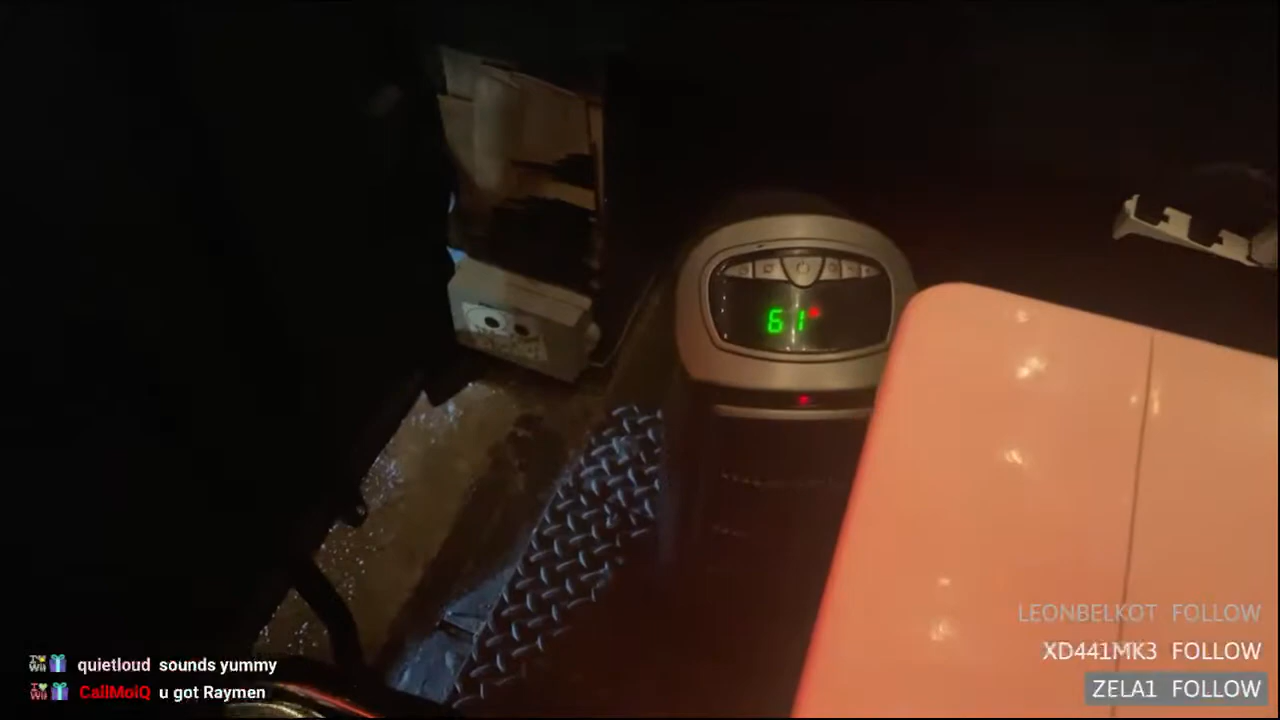 61
LEONBELKOT FOLLOW
XD441MK3 FOLLOW
quietloud sounds yummy
ZELA1 FOLLOW
CallMoiQ u got Raymen